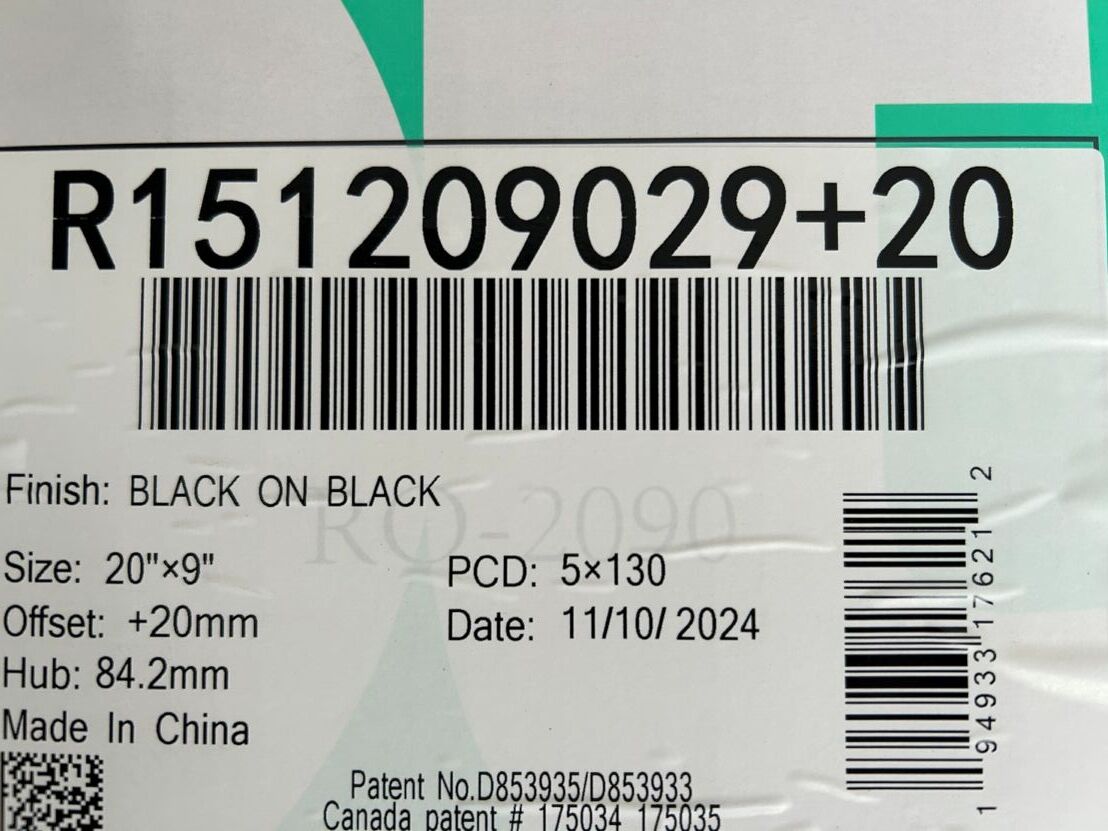 R151209029+20
Finish: BLACK ON BLACK
RO-2090
Size: 20"×9" PCD: 5×130
Offset: +20mm Date: 11/10/ 2024
Hub: 84.2mm
Made In China
Patent No.D853935/D853933
Canada patent # 175034 175035
1 94933 17621 2